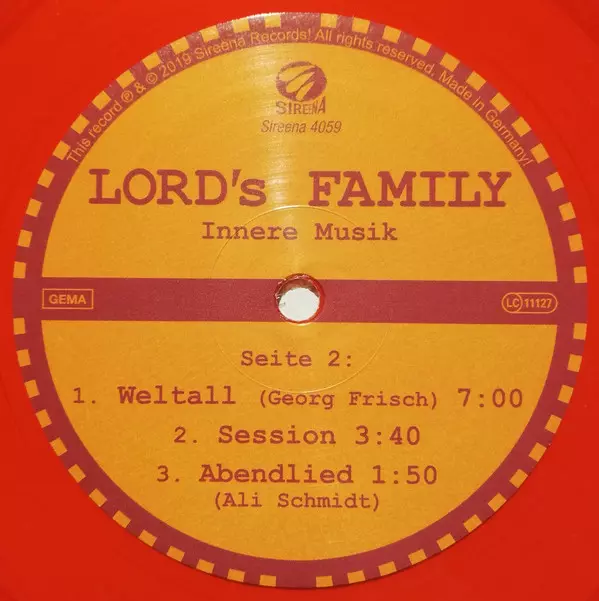 This record ℗ & © 2019 Sireena Records! All rights reserved. Made in Germany!
SIREENA
Sireena 4059
LORD's FAMILY
Innere Musik
GEMA
LC 11127
Seite 2:
1. Weltall (Georg Frisch) 7:00
2. Session 3:40
3. Abendlied 1:50
(Ali Schmidt)